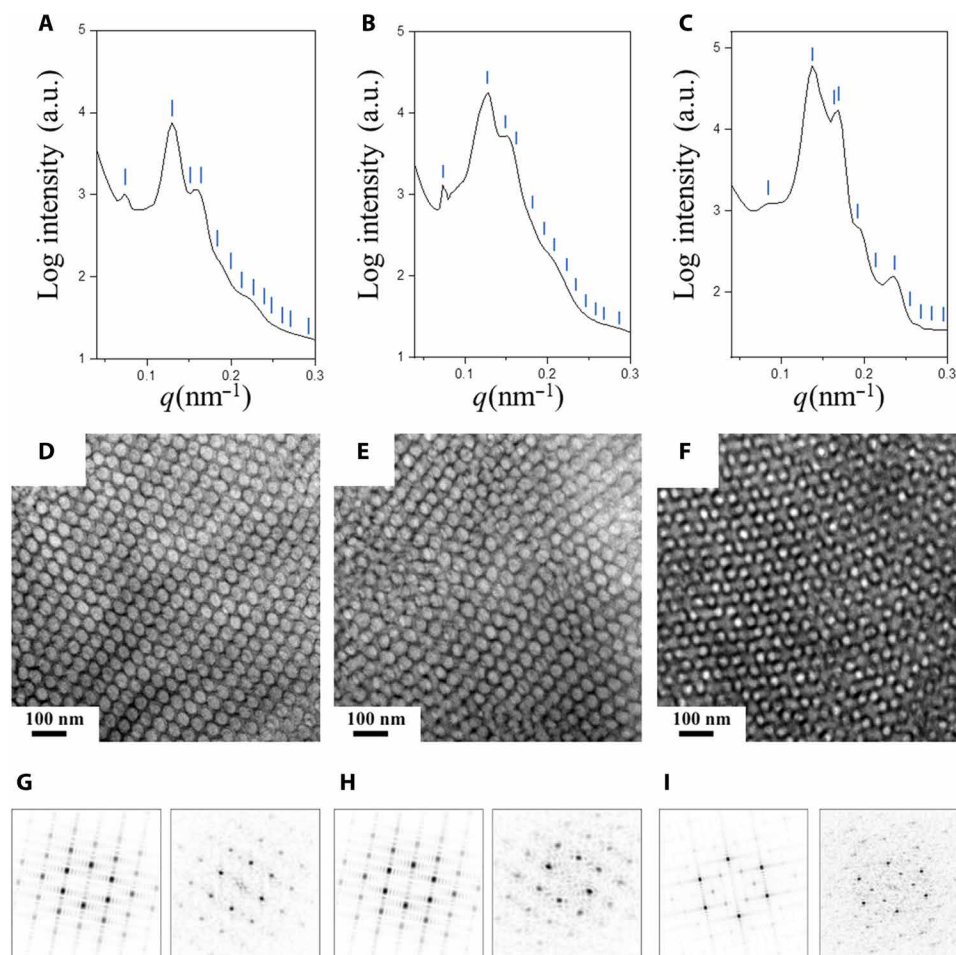 A
B
C
5
4
3
2
1
0.1
0.2
0.3
Log intensity (a.u.)
q(nm⁻¹)
5
4
3
2
1
0.1
0.2
0.3
Log intensity (a.u.)
q(nm⁻¹)
5
4
3
2
0.1
0.2
0.3
Log intensity (a.u.)
q(nm⁻¹)
D
E
F
100 nm
100 nm
100 nm
G
H
I